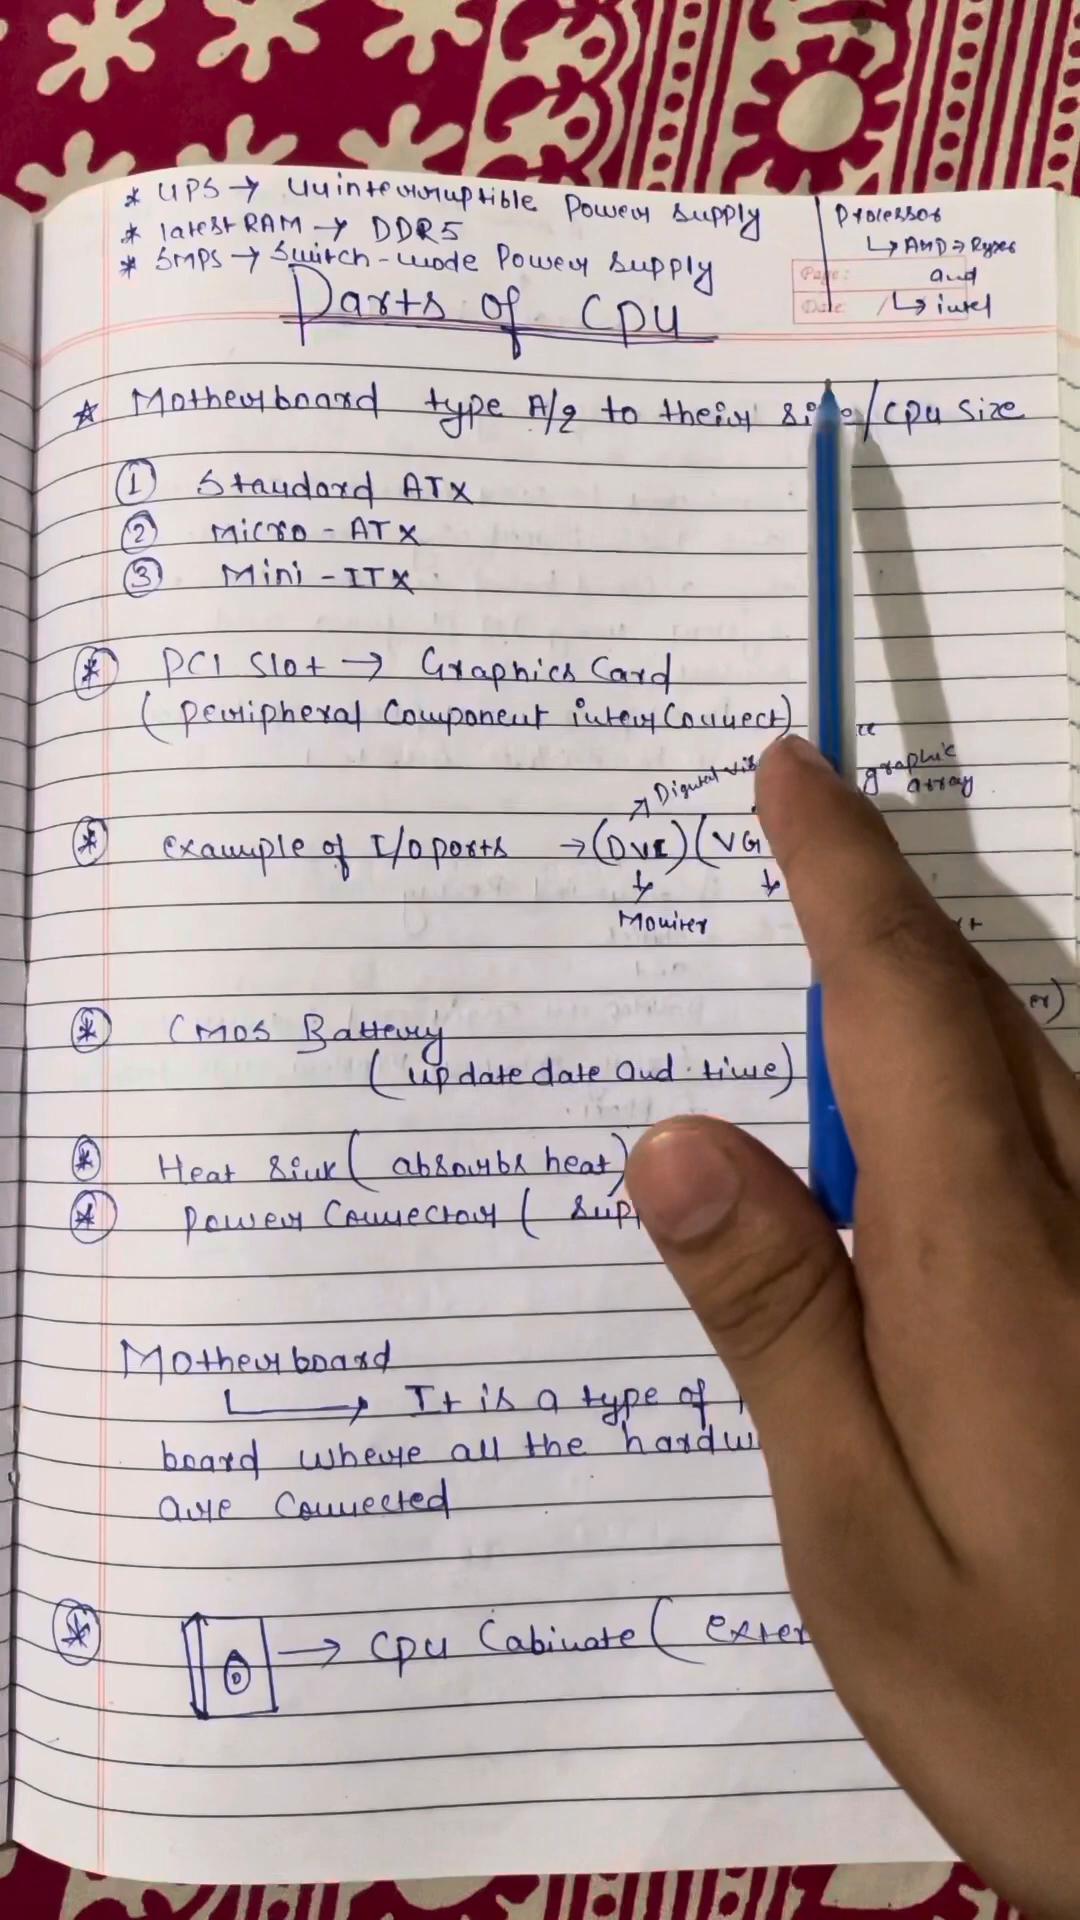 * UPS → Uninterruptible Power Supply
* latest RAM → DDR5
* SMPS → Switch-mode Power Supply
Processor
↳ AMD → Ryzen
and
↳ intel
Page:
Date:
Parts of CPU
☆ Motherboard type A/g to their size/CPU Size
① Standard ATX
② Micro - ATX
③ Mini - ITX
* PCI Slot → Graphics Card
(Peripheral Component interConnect)
Digital
graphic
array
* example of I/O ports → (DVI) (VG
Moniter
* CMOS Battery
(update date and time)
* Heat Sink (absorbs heat)
* Power Connector (
Motherboard
→ It is a type of
board where all the
are Connected
* → CPU Cabinate (